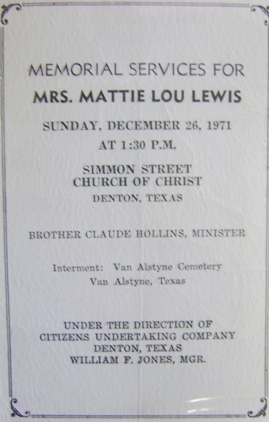 MEMORIAL SERVICES FOR
MRS. MATTIE LOU LEWIS
SUNDAY, DECEMBER 26, 1971
AT 1:30 P.M.
SIMMON STREET
CHURCH OF CHRIST
DENTON, TEXAS
BROTHER CLAUDE HOLLINS, MINISTER
Interment: Van Alstyne Cemetery
Van Alstyne, Texas
UNDER THE DIRECTION OF
CITIZENS UNDERTAKING COMPANY
DENTON, TEXAS
WILLIAM F. JONES, MGR.